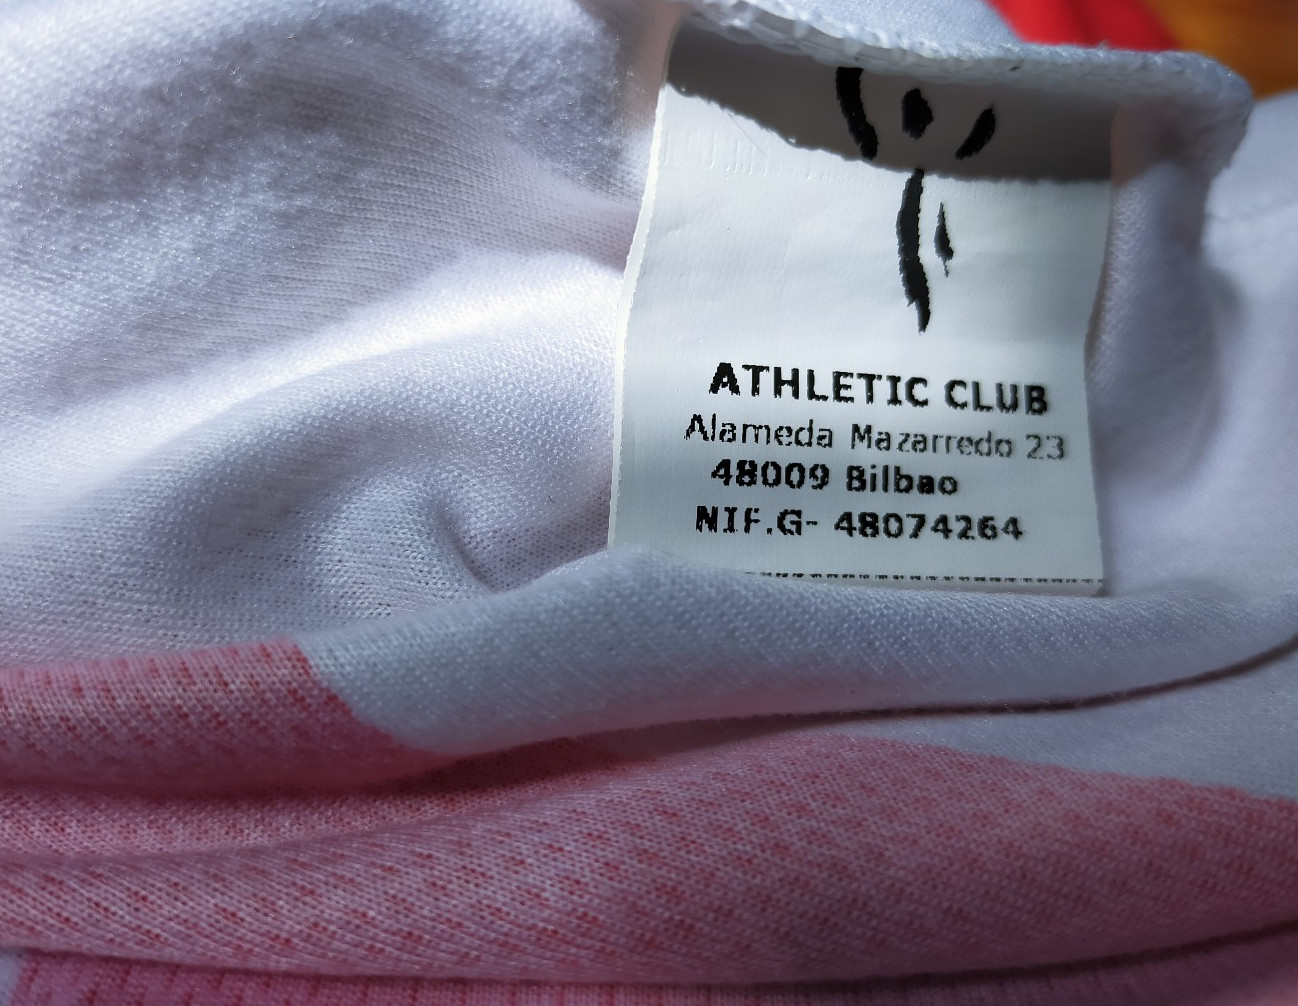 ATHLETIC CLUB
Alameda Mazarredo 23
48009 Bilbao
NIF.G- 48074264